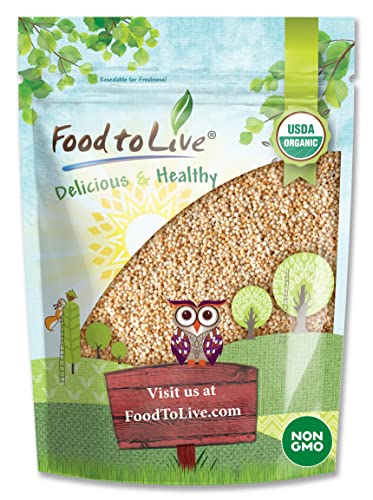 Resealable for Freshness!
Food to Live®
Delicious & Healthy
USDA
ORGANIC
Visit us at
FoodToLive.com
NON
GMO